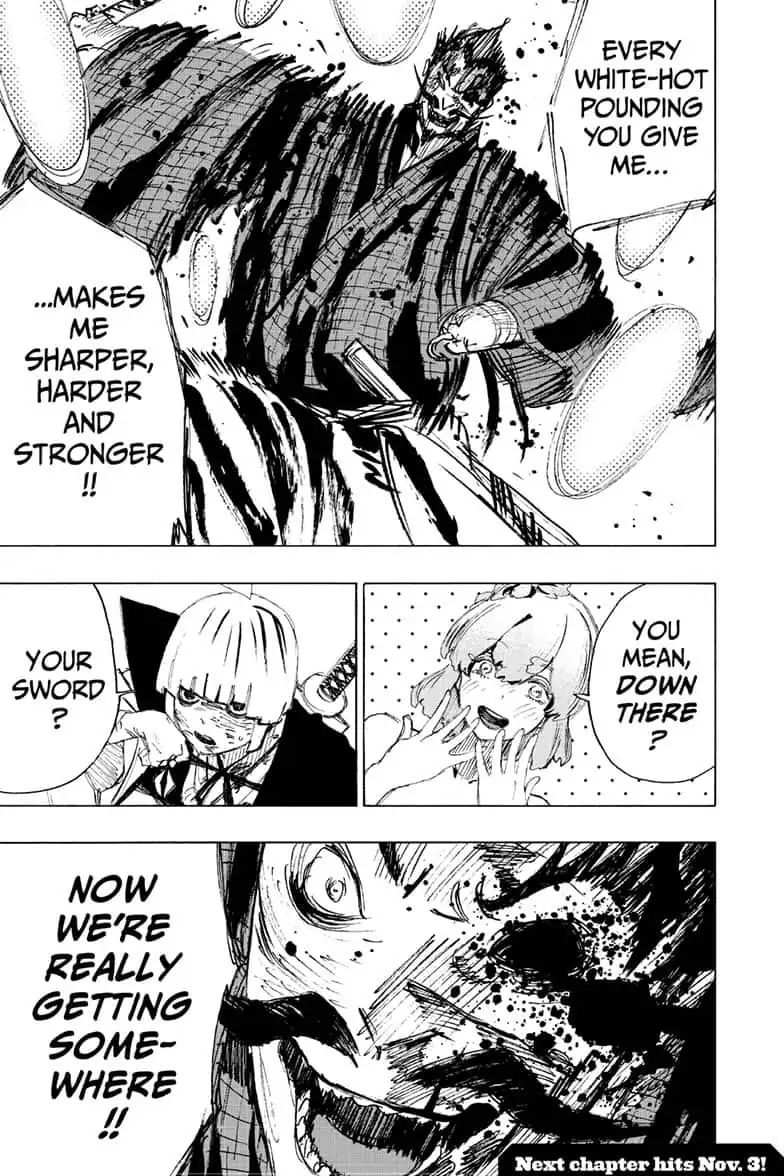 EVERY
WHITE-HOT
POUNDING
YOU GIVE
ME...
...MAKES
ME
SHARPER,
HARDER
AND
STRONGER
!!
YOU
MEAN,
DOWN
THERE
?
YOUR
SWORD
?
NOW
WE'RE
REALLY
GETTING
SOME-
WHERE
!!
Next chapter hits Nov. 3!